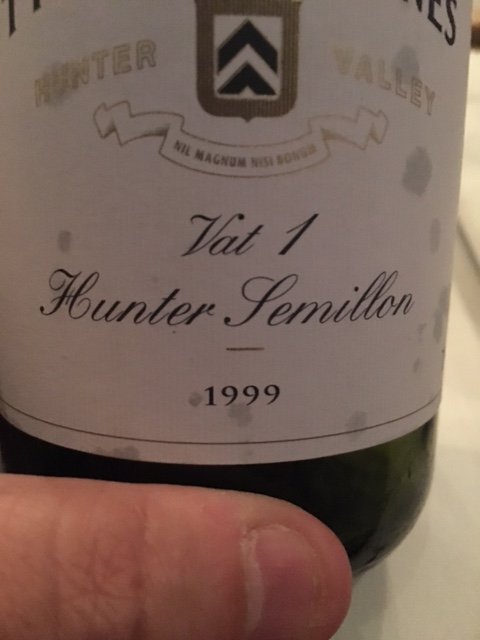 HUNTER VALLEY
NIL MAGNUM NISI BONUM
Vat 1
Hunter Semillon
1999